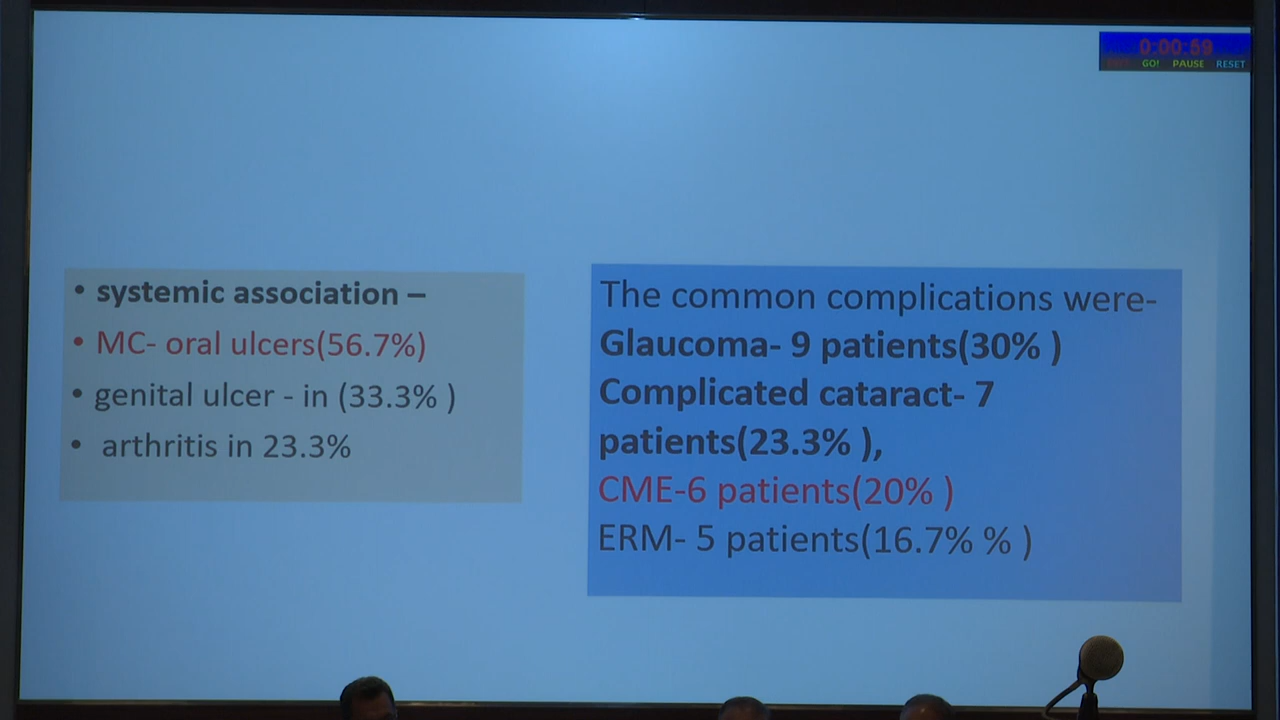 0:00:59
EXIT GO! PAUSE RESET
• systemic association –
• MC- oral ulcers(56.7%)
• genital ulcer - in (33.3% )
• arthritis in 23.3%
The common complications were-
Glaucoma- 9 patients(30% )
Complicated cataract- 7
patients(23.3% ),
CME-6 patients(20% )
ERM- 5 patients(16.7% % )